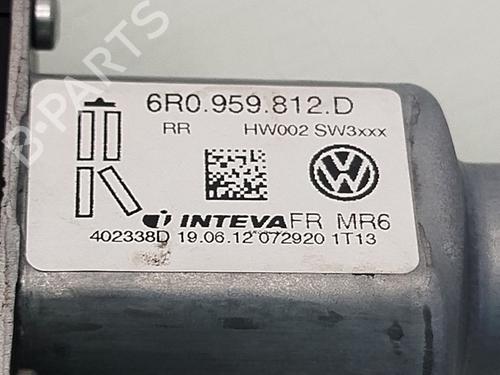 B-PARTS
6R0.959.812.D
RR HW002 SW3xxx
INTEVA FR MR6
402338D 19.06.12 072920 1T13